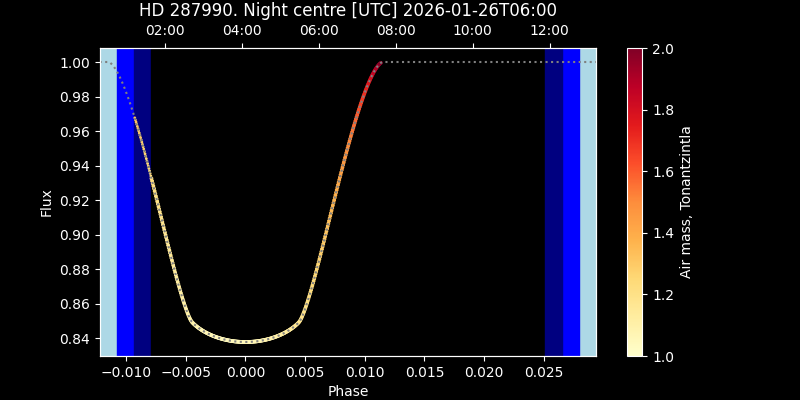 HD 287990. Night centre [UTC] 2026-01-26T06:00
02:00 04:00 06:00 08:00 10:00 12:00
1.00
0.98
0.96
0.94
0.92
0.90
0.88
0.86
0.84
Flux
−0.010 −0.005 0.000 0.005 0.010 0.015 0.020 0.025
Phase
2.0
1.8
1.6
1.4
1.2
1.0
Air mass, Tonantzintla